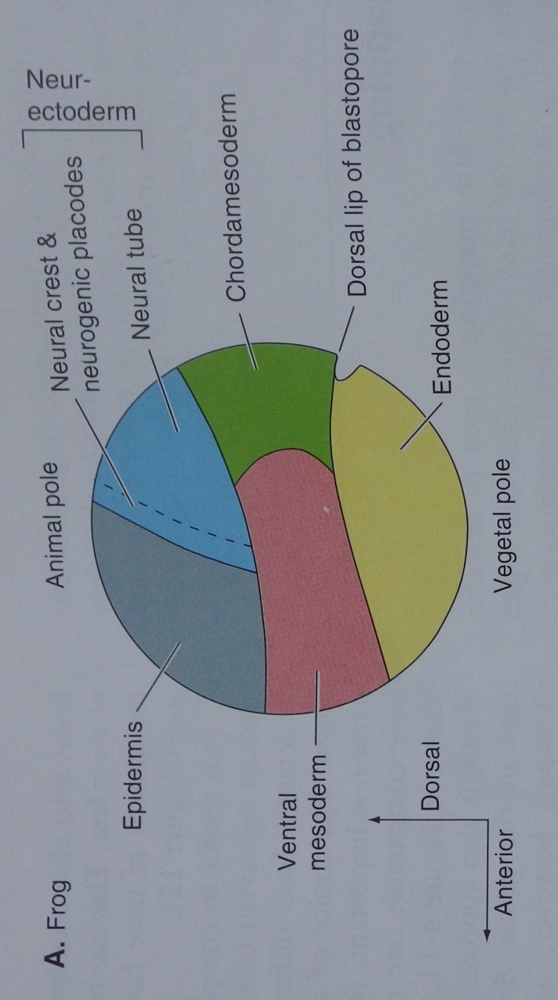 A. Frog
Animal pole
Neural crest &
neurogenic placodes
Neur-
ectoderm
Neural tube
Epidermis
Chordamesoderm
Ventral
mesoderm
Dorsal lip of blastopore
Endoderm
Dorsal
Anterior
Vegetal pole